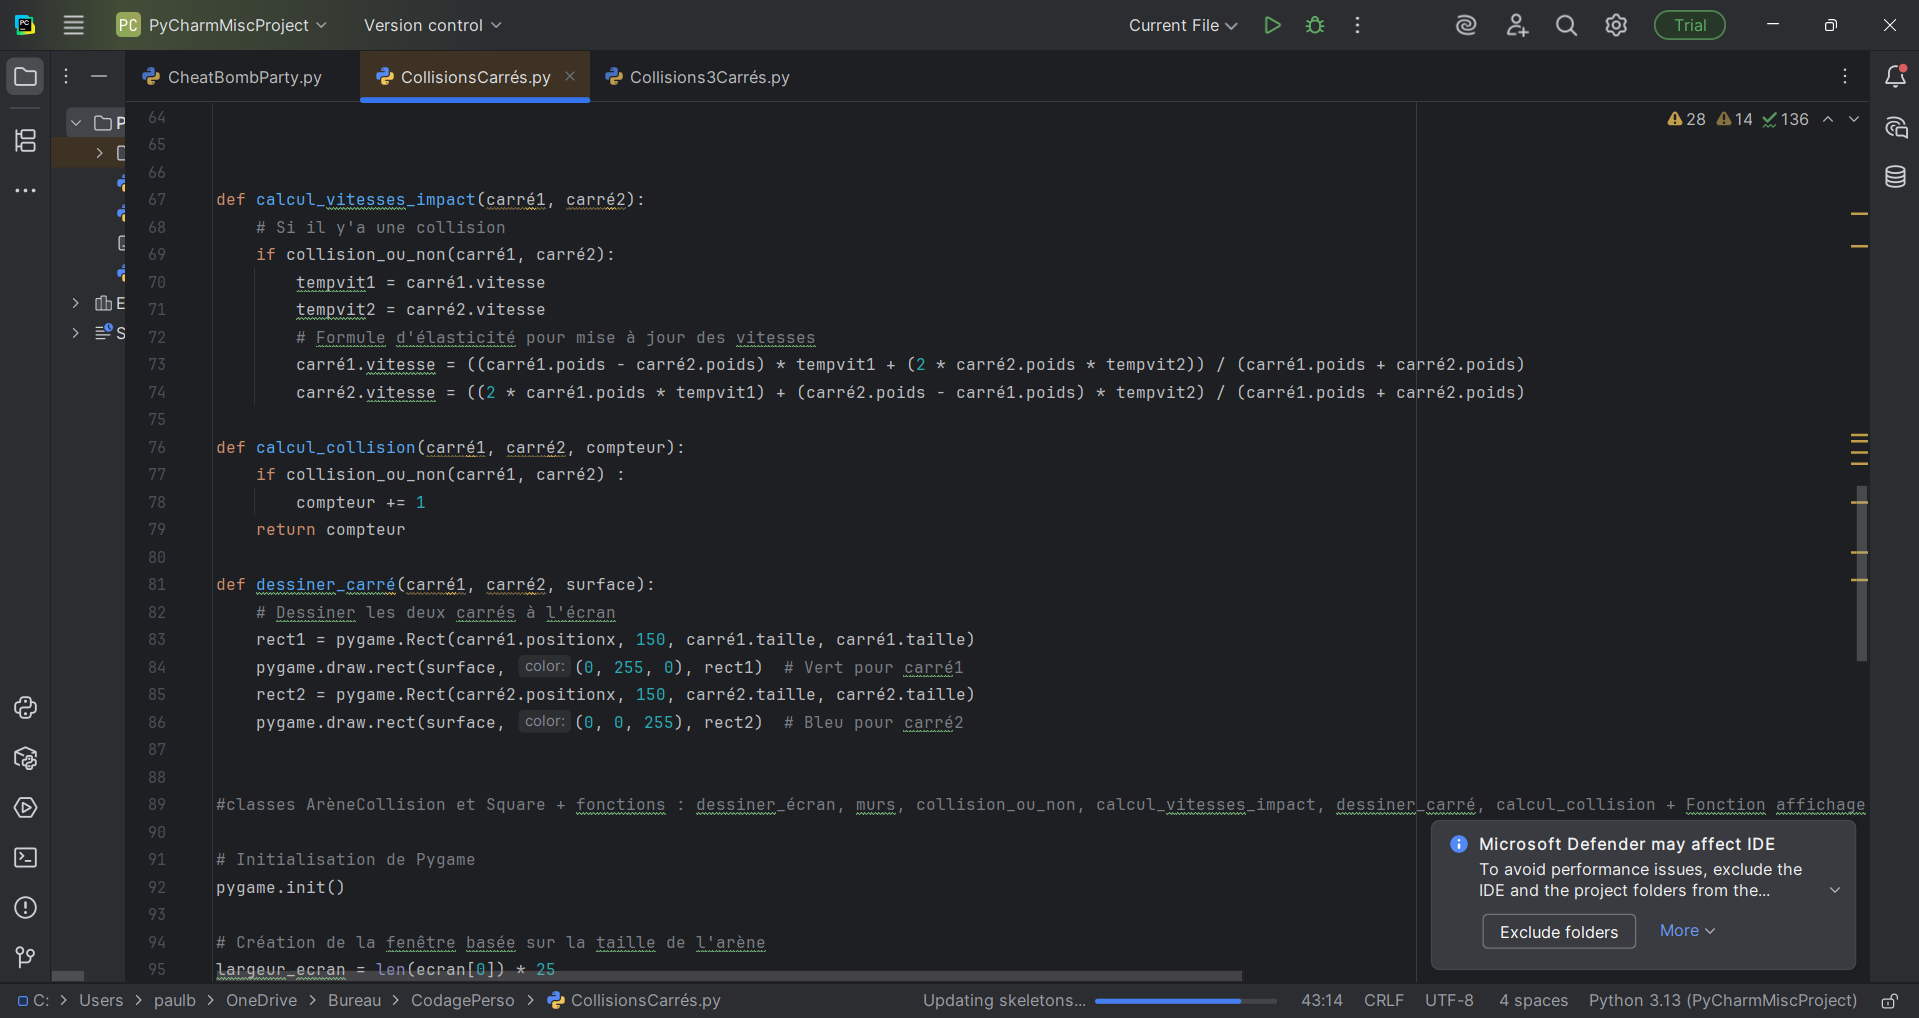 PC PyCharmMiscProject Version control Current File Trial
CheatBombParty.py CollisionsCarrés.py Collisions3Carrés.py
28 14 136
P
E
S
64
65
66
67 def calcul_vitesses_impact(carré1, carré2):
68 # Si il y'a une collision
69 if collision_ou_non(carré1, carré2):
70 tempvit1 = carré1.vitesse
71 tempvit2 = carré2.vitesse
72 # Formule d'élasticité pour mise à jour des vitesses
73 carré1.vitesse = ((carré1.poids - carré2.poids) * tempvit1 + (2 * carré2.poids * tempvit2)) / (carré1.poids + carré2.poids)
74 carré2.vitesse = ((2 * carré1.poids * tempvit1) + (carré2.poids - carré1.poids) * tempvit2) / (carré1.poids + carré2.poids)
75
76 def calcul_collision(carré1, carré2, compteur):
77 if collision_ou_non(carré1, carré2) :
78 compteur += 1
79 return compteur
80
81 def dessiner_carré(carré1, carré2, surface):
82 # Dessiner les deux carrés à l'écran
83 rect1 = pygame.Rect(carré1.positionx, 150, carré1.taille, carré1.taille)
84 pygame.draw.rect(surface, color: (0, 255, 0), rect1) # Vert pour carré1
85 rect2 = pygame.Rect(carré2.positionx, 150, carré2.taille, carré2.taille)
86 pygame.draw.rect(surface, color: (0, 0, 255), rect2) # Bleu pour carré2
87
88
89 #classes ArèneCollision et Square + fonctions : dessiner_écran, murs, collision_ou_non, calcul_vitesses_impact, dessiner_carré, calcul_collision + Fonction affichage
90
91 # Initialisation de Pygame
92 pygame.init()
93
94 # Création de la fenêtre basée sur la taille de l'arène
95 largeur_ecran = len(ecran[0]) * 25
Microsoft Defender may affect IDE
To avoid performance issues, exclude the
IDE and the project folders from the...
Exclude folders More
C: > Users > paulb > OneDrive > Bureau > CodagePerso > CollisionsCarrés.py Updating skeletons... 43:14 CRLF UTF-8 4 spaces Python 3.13 (PyCharmMiscProject)